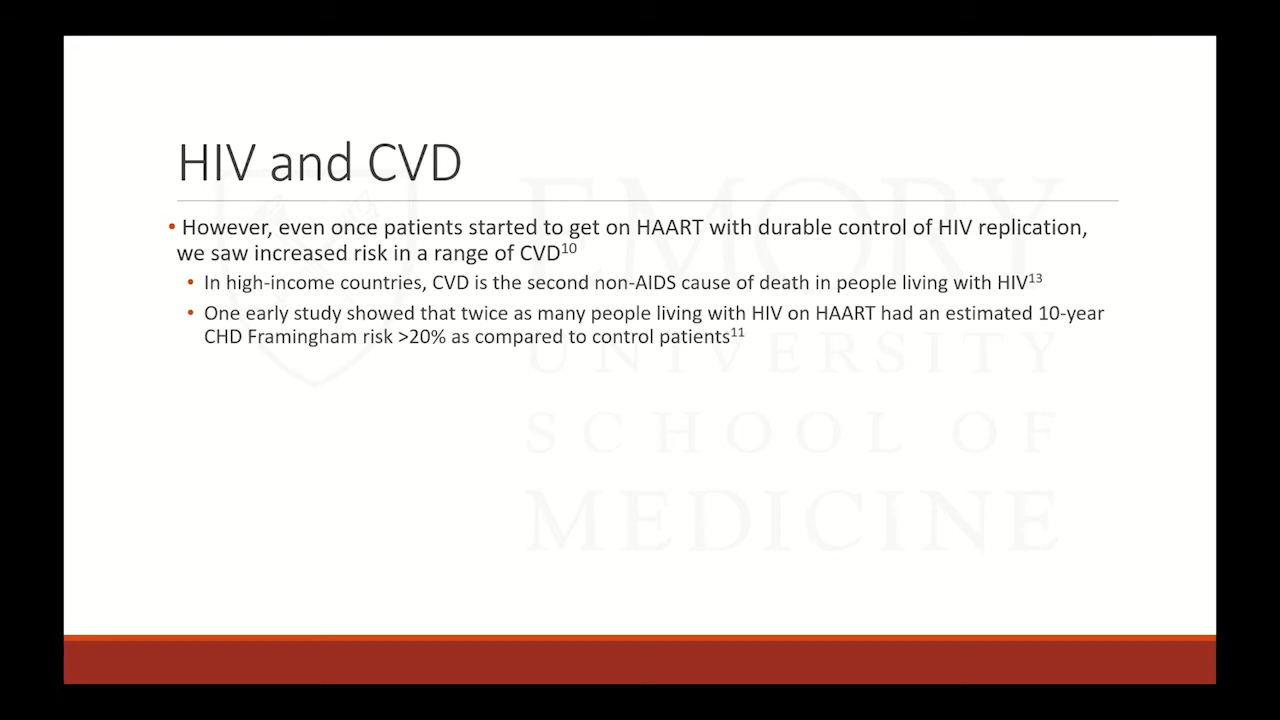 HIV and CVD
• However, even once patients started to get on HAART with durable control of HIV replication,
we saw increased risk in a range of CVD10
• In high-income countries, CVD is the second non-AIDS cause of death in people living with HIV13
• One early study showed that twice as many people living with HIV on HAART had an estimated 10-year
CHD Framingham risk >20% as compared to control patients11
EMORY
UNIVERSITY
SCHOOL OF
MEDICINE